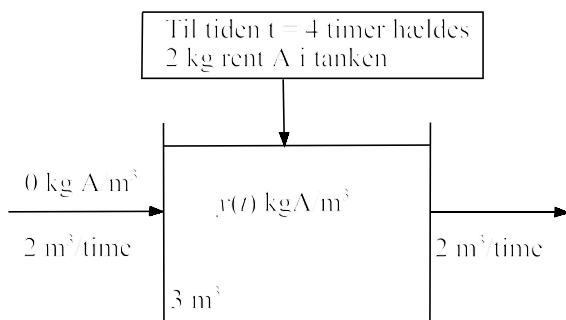 Til tiden t = 4 timer hældes
2 kg rent A i tanken
0 kg A/m³
y(t) kgA/m³
2 m³/time
2 m³/time
3 m³